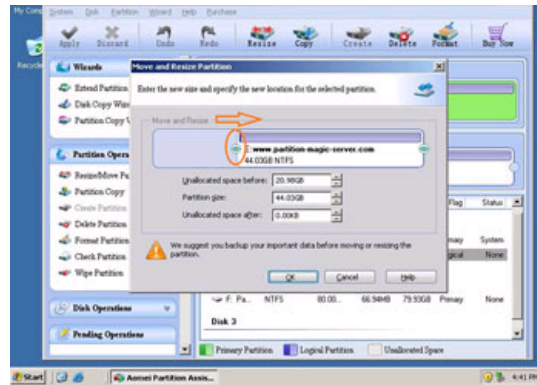 My Comp
System Disk Partition Wizard Help Purchase
Apply Discard Undo Redo Resize Copy Create Delete Format Buy Now
Recycle
Wizards
Extend Partition
Disk Copy Wiz
Partition Copy
Move and Resize Partition
Enter the new size and specify the new location for the selected partition.
Move and Resize
www.partition-magic-server.com
44.03GB NTFS
Unallocated space before: 20.98GB
Partition size: 44.03GB
Unallocated space after: 0.00KB
We suggest you backup your important data before moving or resizing the
partition.
OK Cancel Help
Partition Opera
Resize/Move Pa
Partition Copy
Create Partition
Delete Partition
Format Partition
Check Partition
Wipe Partition
Flag Status
System
None
F: Pa.. NTFS 80.00.. 66.94MB 79.93GB Primary None
Disk 3
Disk Operations
Pending Operations
Primary Partition Logical Partition Unallocated Space
Start
Aomei Partition Assis...
4:41 PM